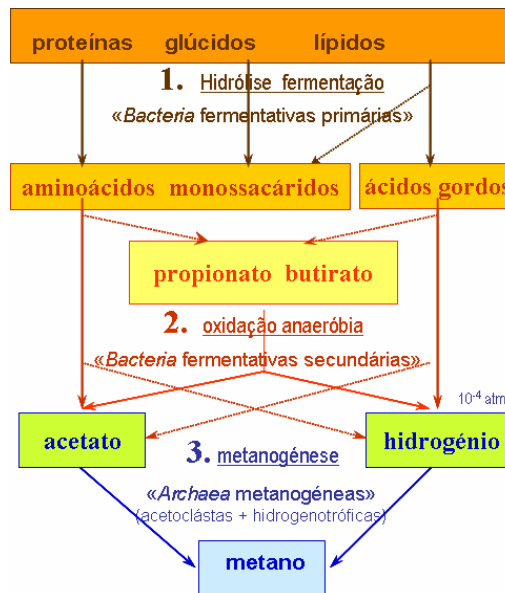 proteínas glúcidos lípidos
1. Hidrólise fermentação
«Bacteria fermentativas primárias»
aminoácidos monossacáridos ácidos gordos
propionato butirato
2. oxidação anaeróbia
«Bacteria fermentativas secundárias»
10-4 atm
acetato 3. metanogénese hidrogénio
«Archaea metanogéneas»
(acetoclástas + hidrogenotróficas)
metano